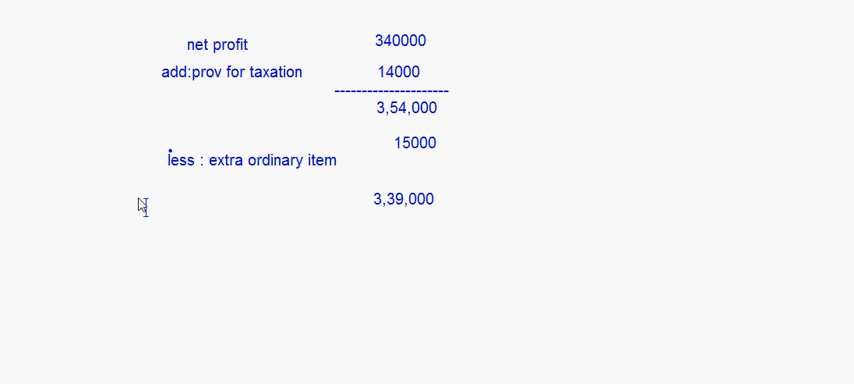 net profit 340000
add:prov for taxation 14000
----------------------
3,54,000
15000
less : extra ordinary item
3,39,000